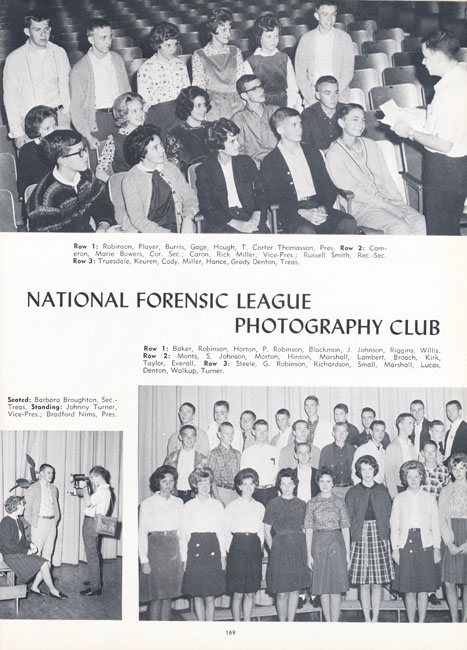 Row 1: Robinson, Player, Burris, Gage, Hough, T. Carter Thomasson, Pres. Row 2: Cam-
eron, Marie Bowers, Cor. Sec.; Caron, Rick Miller, Vice-Pres.; Russell Smith, Rec.-Sec.
Row 3: Truesdale, Keuren, Cody, Miller, Hance, Grady Denton, Treas.
NATIONAL FORENSIC LEAGUE
PHOTOGRAPHY CLUB
Row 1: Baker, Robinson, Horton, P. Robinson, Blackmon, J. Johnson, Riggins, Willis.
Row 2: Monts, S. Johnson, Morton, Hinson, Marshall, Lambert, Broach, Kirk,
Taylor, Everall. Row 3: Steele, G. Robinson, Richardson, Small, Marshall, Lucas,
Denton, Walkup, Turner.
Seated: Barbara Broughton, Sec.-
Treas. Standing: Johnny Turner,
Vice-Pres.; Bradford Nims, Pres.
169